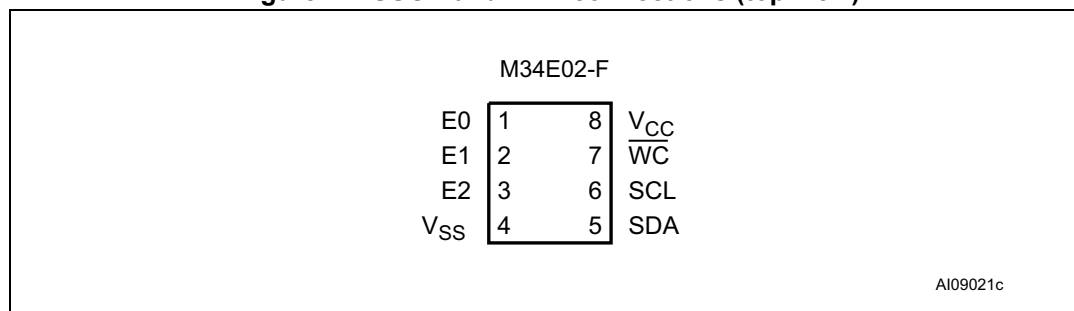 M34E02-F
E0 1 8 VCC
E1 2 7 WC
E2 3 6 SCL
VSS 4 5 SDA
AI09021c